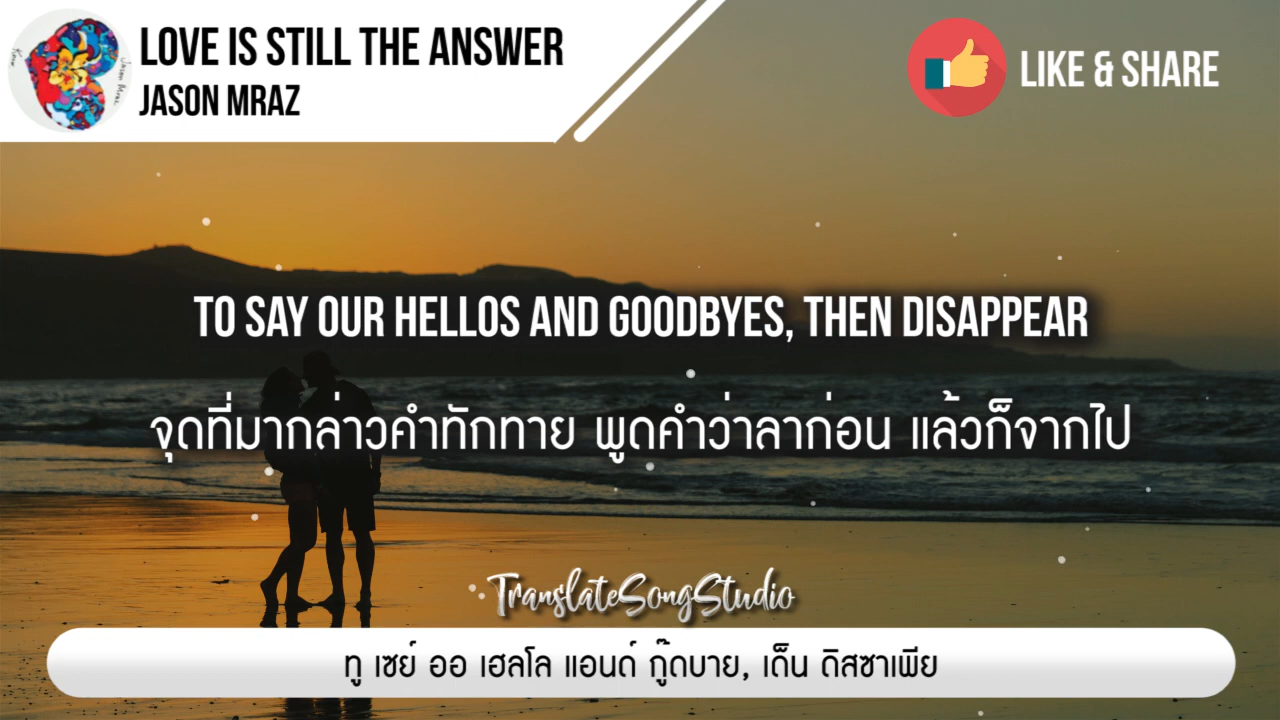 LOVE IS STILL THE ANSWER
JASON MRAZ
LIKE & SHARE
TO SAY OUR HELLOS AND GOODBYES, THEN DISAPPEAR
จุดที่มากล่าวคำทักทาย พูดคำว่าลาก่อน แล้วก็จากไป
TranslateSongStudio
ทู เซย์ ออ เฮลโล แอนด์ กู๊ดบาย, เด็น ดิสซาเพีย